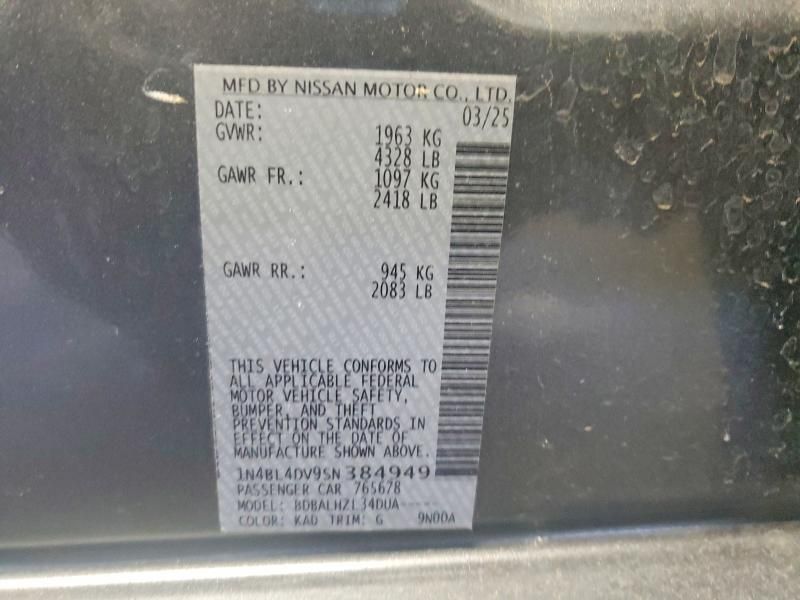 MFD BY NISSAN MOTOR CO., LTD.
DATE: 03/25
GVWR: 1963 KG
4328 LB
GAWR FR.: 1097 KG
2418 LB
GAWR RR.: 945 KG
2083 LB
THIS VEHICLE CONFORMS TO
ALL APPLICABLE FEDERAL
MOTOR VEHICLE SAFETY,
BUMPER, AND THEFT
PREVENTION STANDARDS IN
EFFECT ON THE DATE OF
MANUFACTURE SHOWN ABOVE.
1N4BL4DV9SN384949
PASSENGER CAR 765678
MODEL: BDBALHZL34DUA-----
COLOR: KAD TRIM: G 9N00A